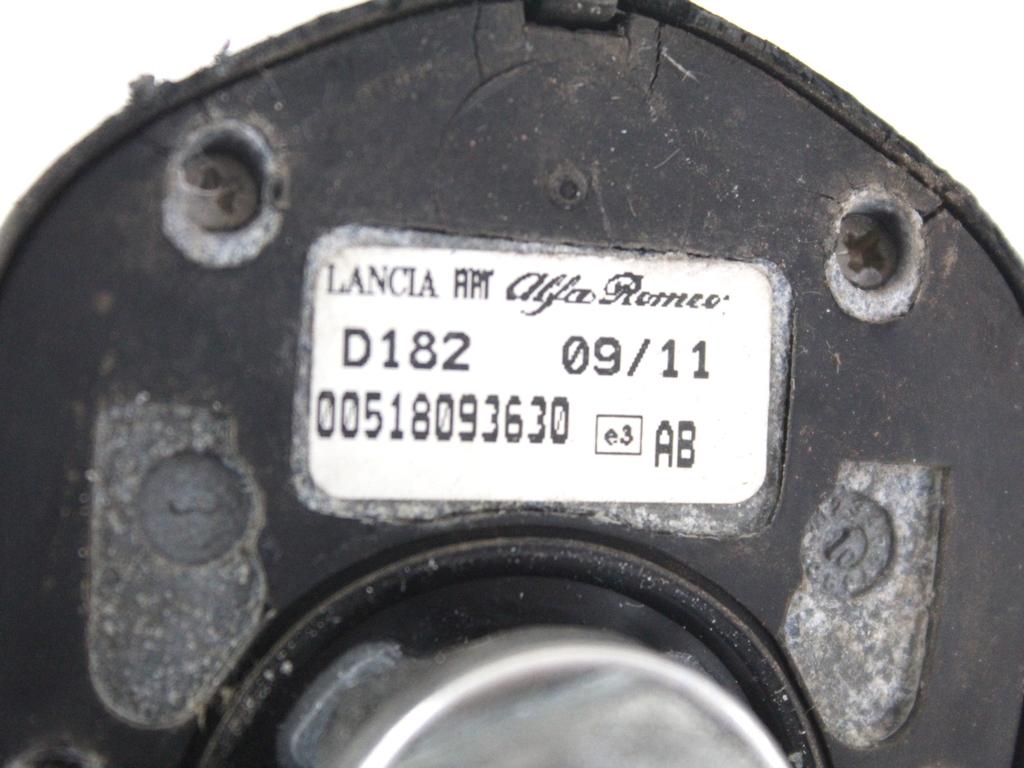 LANCIA FIAT Alfa Romeo
D182 09/11
00518093630 e3 AB